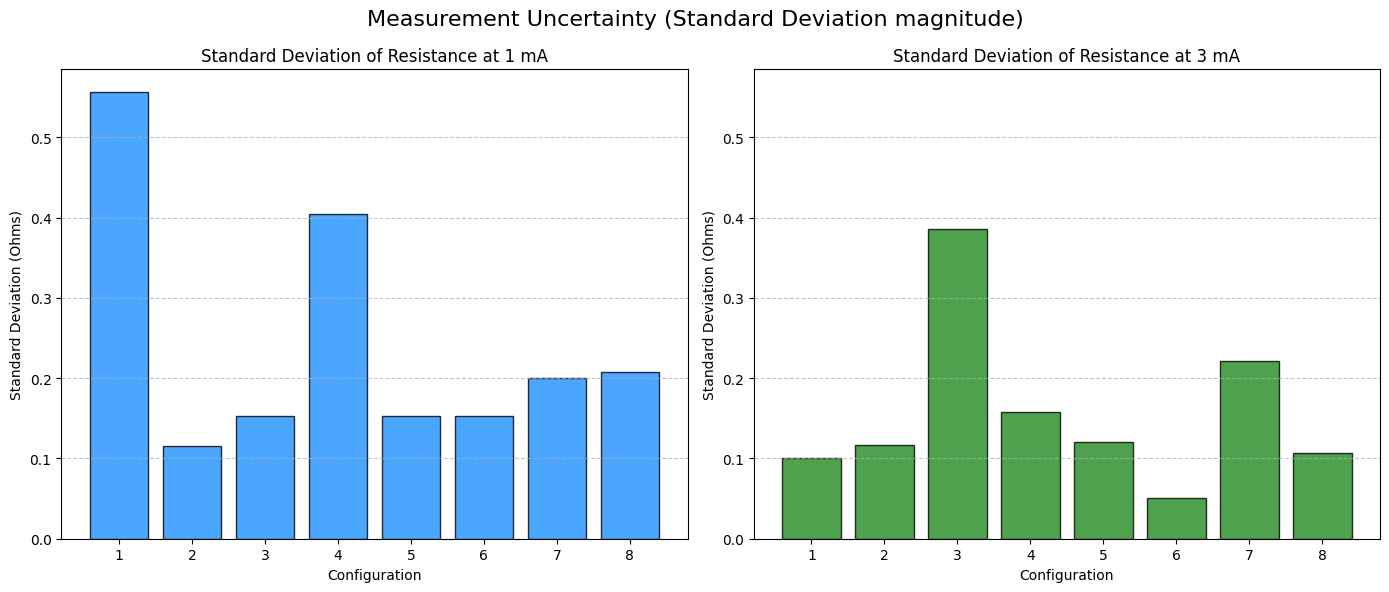 Measurement Uncertainty (Standard Deviation magnitude)
Standard Deviation of Resistance at 1 mA
Standard Deviation (Ohms)
0.5
0.4
0.3
0.2
0.1
0.0
1 2 3 4 5 6 7 8
Configuration
Standard Deviation of Resistance at 3 mA
Standard Deviation (Ohms)
0.5
0.4
0.3
0.2
0.1
0.0
1 2 3 4 5 6 7 8
Configuration